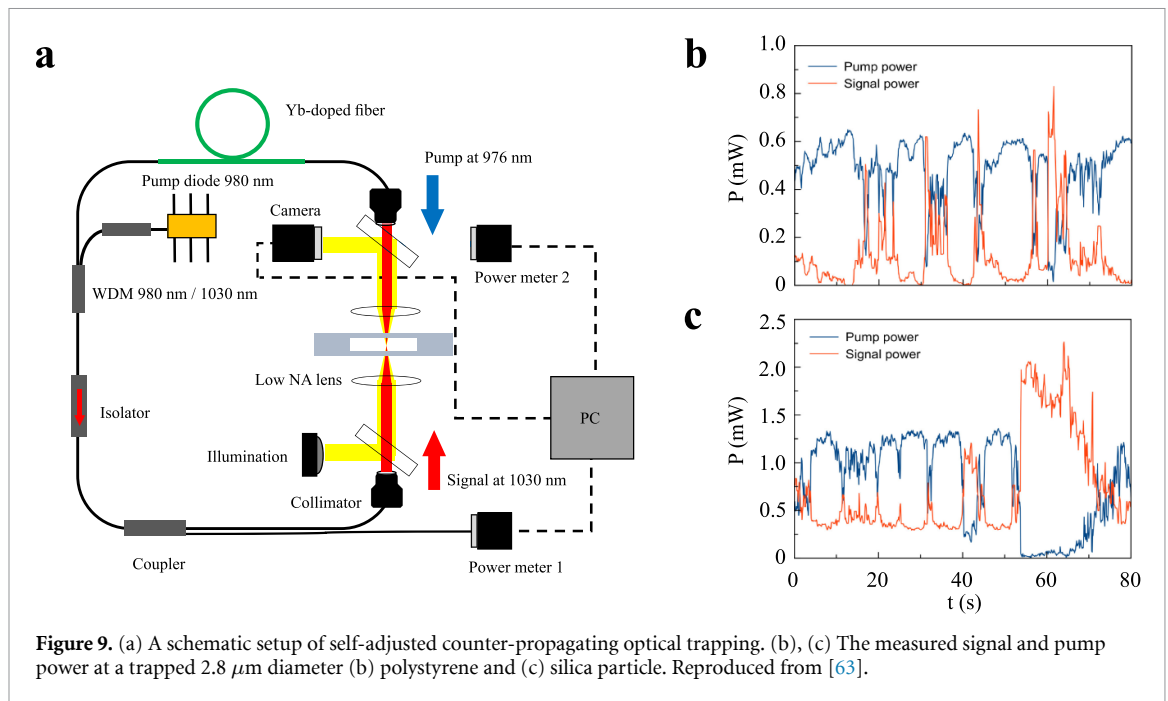 a
Yb-doped fiber
Pump at 976 nm
Pump diode 980 nm
Camera
Power meter 2
WDM 980 nm / 1030 nm
Low NA lens
PC
Isolator
Illumination
Signal at 1030 nm
Collimator
Coupler
Power meter 1
b
1.0
0.8
0.6
0.4
0.2
0
P (mW)
Pump power
Signal power
c
2.5
2.0
1.5
1.0
0.5
0
P (mW)
Pump power
Signal power
0 20 40 60 80
t (s)
Figure 9. (a) A schematic setup of self-adjusted counter-propagating optical trapping. (b), (c) The measured signal and pump
power at a trapped 2.8 μm diameter (b) polystyrene and (c) silica particle. Reproduced from [63].